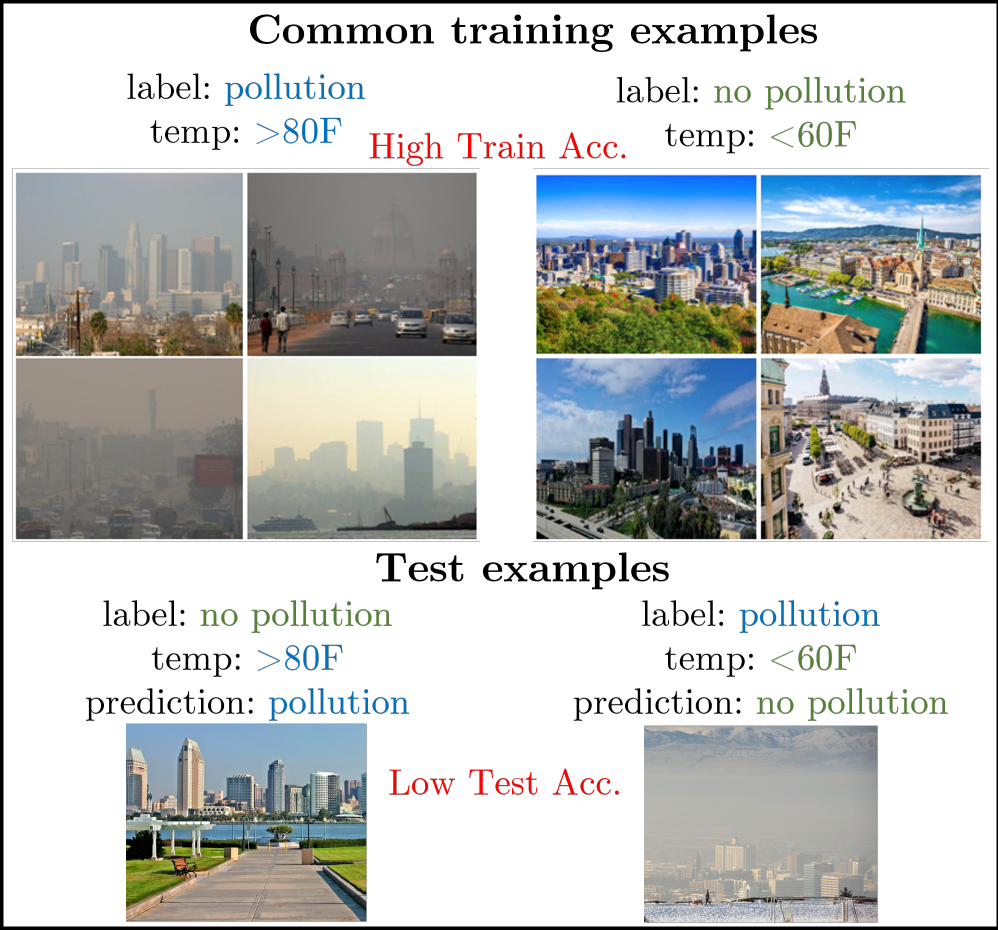 Common training examples
label: pollution
temp: >80F
label: no pollution
temp: <60F
High Train Acc.
Test examples
label: no pollution
temp: >80F
prediction: pollution
label: pollution
temp: <60F
prediction: no pollution
Low Test Acc.